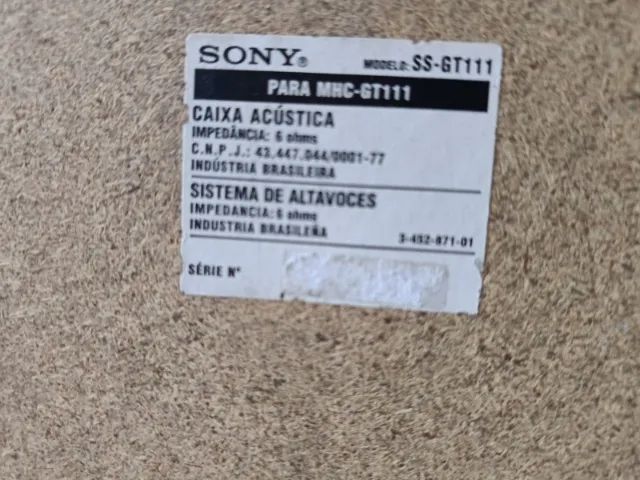 SONY® MODELO: SS-GT111
PARA MHC-GT111
CAIXA ACÚSTICA
IMPEDÂNCIA: 6 ohms
C.N.P.J.: 43.447.044/0001-77
INDÚSTRIA BRASILEIRA
SISTEMA DE ALTAVOCES
IMPEDANCIA: 6 ohms
INDUSTRIA BRASILEÑA 3-452-871-01
SÉRIE Nº